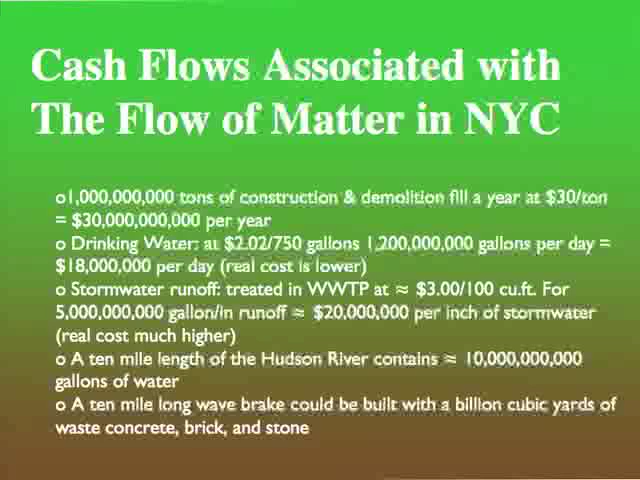 Cash Flows Associated with
The Flow of Matter in NYC
o1,000,000,000 tons of construction & demolition fill a year at $30/ton
= $30,000,000,000 per year
o Drinking Water: at $2.02/750 gallons 1,200,000,000 gallons per day =
$18,000,000 per day (real cost is lower)
o Stormwater runoff: treated in WWTP at ≈ $3.00/100 cu.ft. For
5,000,000,000 gallon/in runoff ≈ $20,000,000 per inch of stormwater
(real cost much higher)
o A ten mile length of the Hudson River contains ≈ 10,000,000,000
gallons of water
o A ten mile long wave brake could be built with a billion cubic yards of
waste concrete, brick, and stone